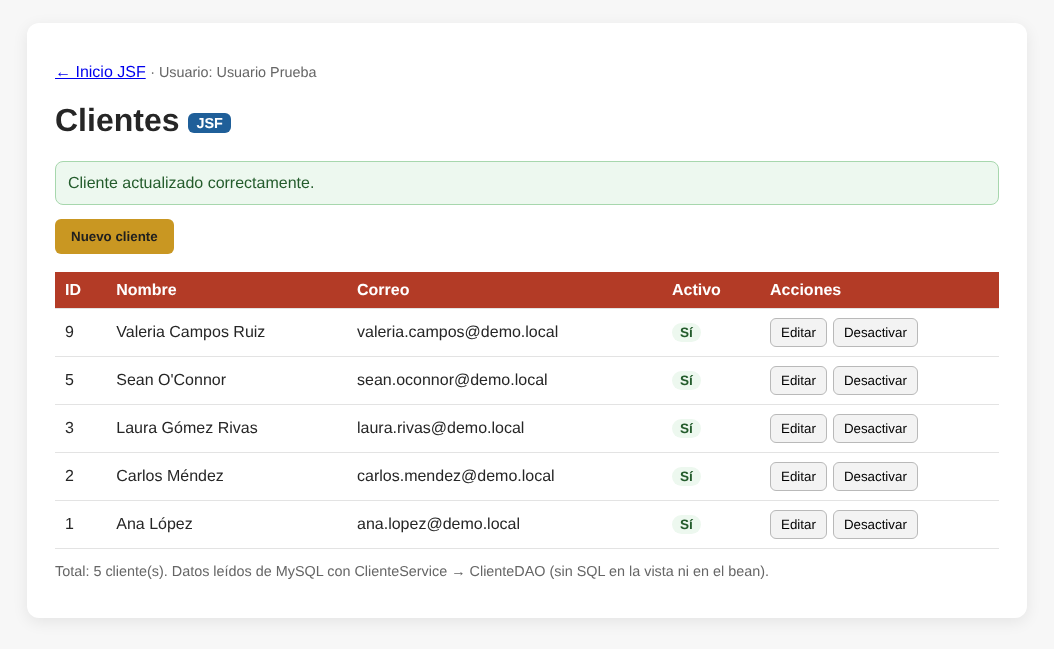 ← Inicio JSF · Usuario: Usuario Prueba
Clientes JSF
Cliente actualizado correctamente.
Nuevo cliente
ID Nombre Correo Activo Acciones
9 Valeria Campos Ruiz valeria.campos@demo.local Sí Editar Desactivar
5 Sean O'Connor sean.oconnor@demo.local Sí Editar Desactivar
3 Laura Gómez Rivas laura.rivas@demo.local Sí Editar Desactivar
2 Carlos Méndez carlos.mendez@demo.local Sí Editar Desactivar
1 Ana López ana.lopez@demo.local Sí Editar Desactivar
Total: 5 cliente(s). Datos leídos de MySQL con ClienteService → ClienteDAO (sin SQL en la vista ni en el bean).